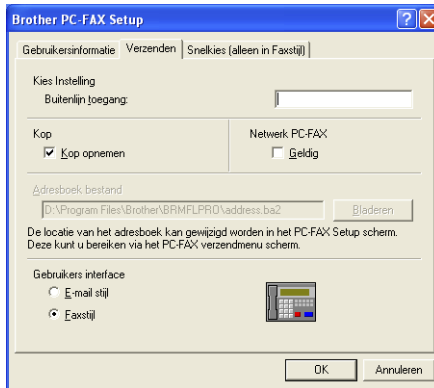 Brother PC-FAX Setup
Gebruikersinformatie Verzenden Snelkies (alleen in Faxstijl)
Kies Instelling
Buitenlijn toegang:
Kop Netwerk PC-FAX
Kop opnemen Geldig
Adresboek bestand
D:\Program Files\Brother\BRMFLPRO\address.ba2 Bladeren
De locatie van het adresboek kan gewijzigd worden in het PC-FAX Setup scherm.
Deze kunt u bereiken via het PC-FAX verzendmenu scherm.
Gebruikers interface
E-mail stijl
Faxstijl
OK Annuleren